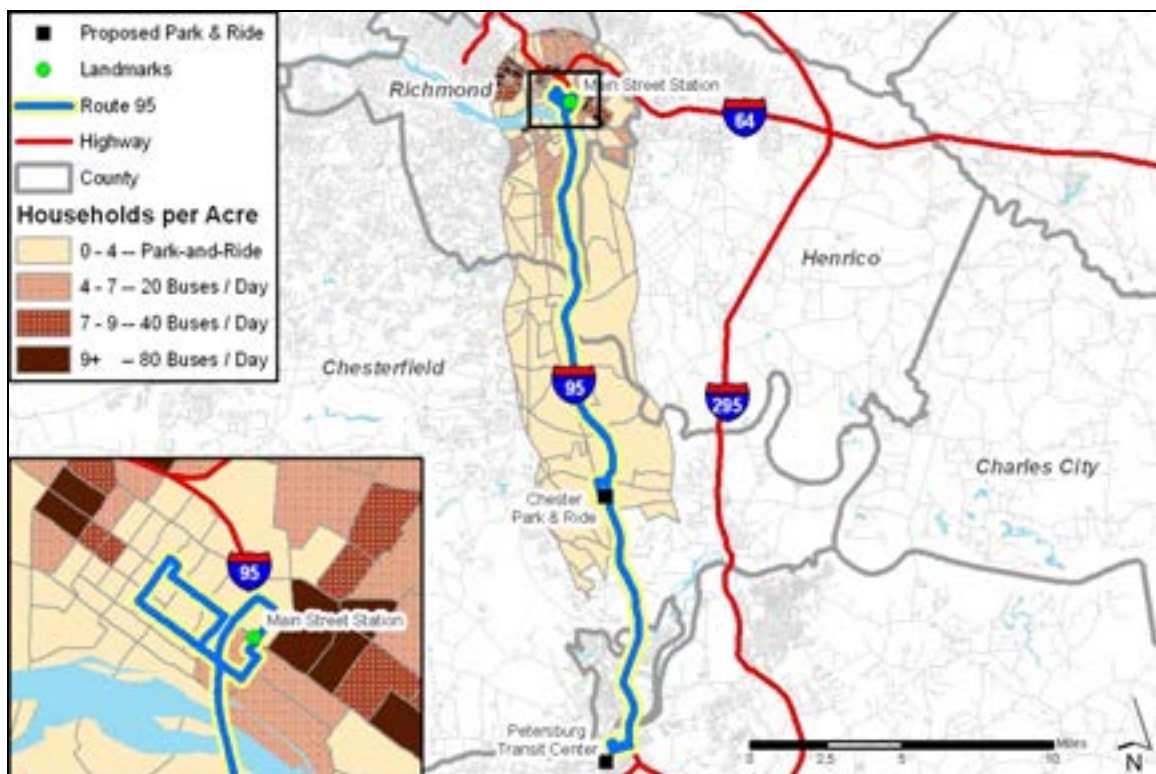 Proposed Park & Ride
Landmarks
Route 95
Highway
County
Households per Acre
0 - 4 -- Park-and-Ride
4 - 7 -- 20 Buses / Day
7 - 9 -- 40 Buses / Day
9+ -- 80 Buses / Day
Richmond
Main Street Station
64
Henrico
Chesterfield
95
295
Charles City
Chester
Park & Ride
95
Main Street Station
Petersburg
Transit Center
Miles
0
2.5
5
10
N